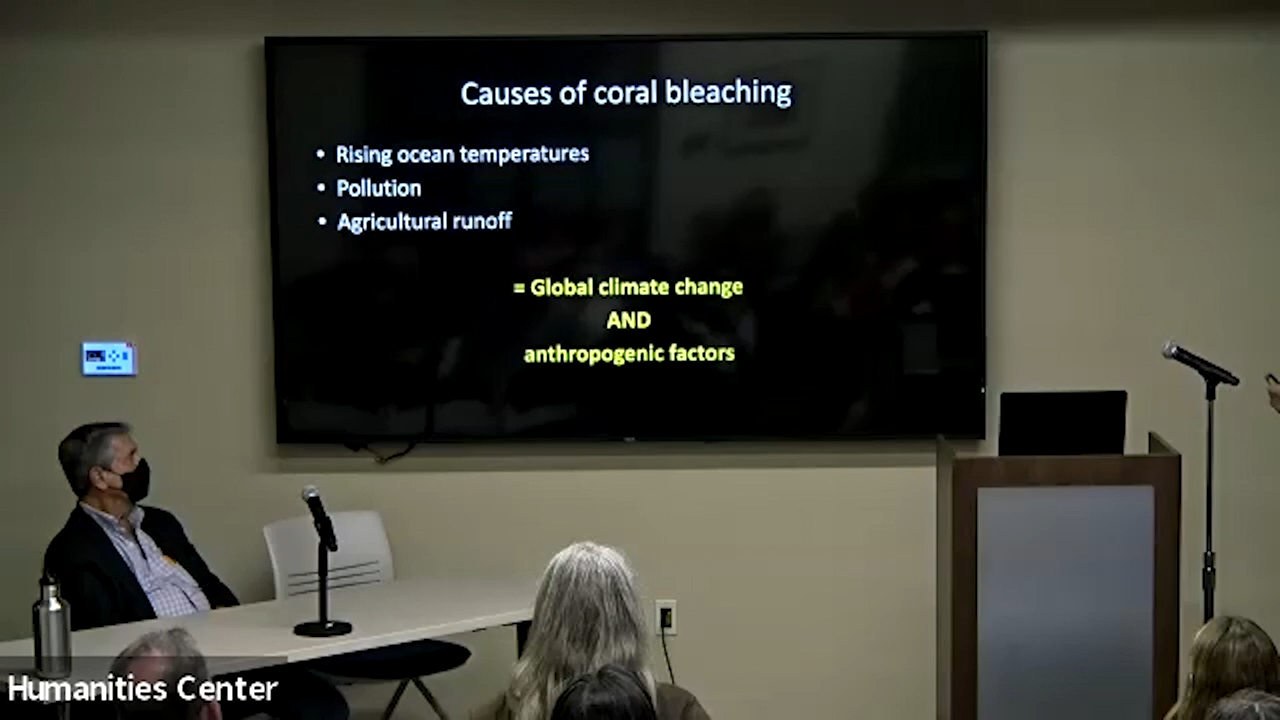 Causes of coral bleaching
• Rising ocean temperatures
• Pollution
• Agricultural runoff
= Global climate change
AND
anthropogenic factors
Humanities Center